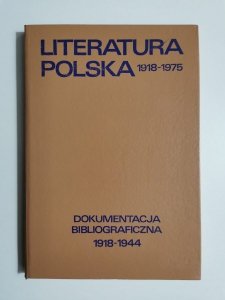 LITERATURA
POLSKA 1918-1975
DOKUMENTACJA
BIBLIOGRAFICZNA
1918-1944